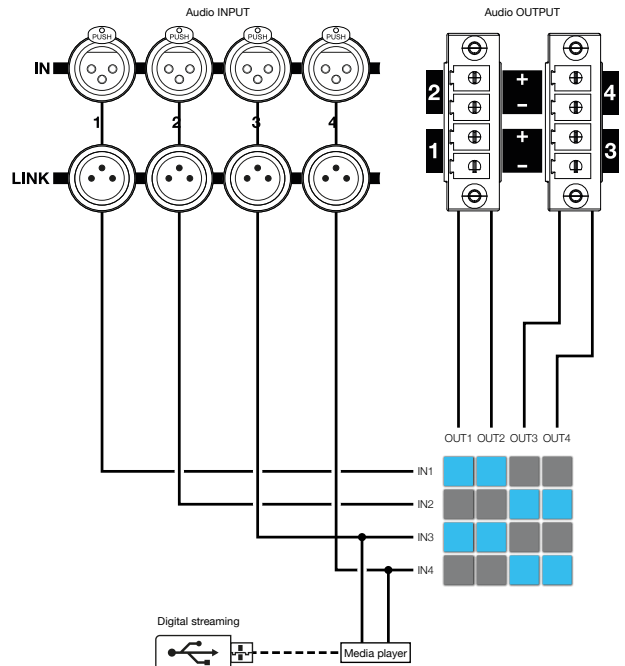 Audio INPUT
Audio OUTPUT
PUSH PUSH PUSH PUSH
IN
2 + 4
−
1 2 3 4
1 + 3
−
LINK
OUT1 OUT2 OUT3 OUT4
IN1
IN2
IN3
IN4
Digital streaming
Media player